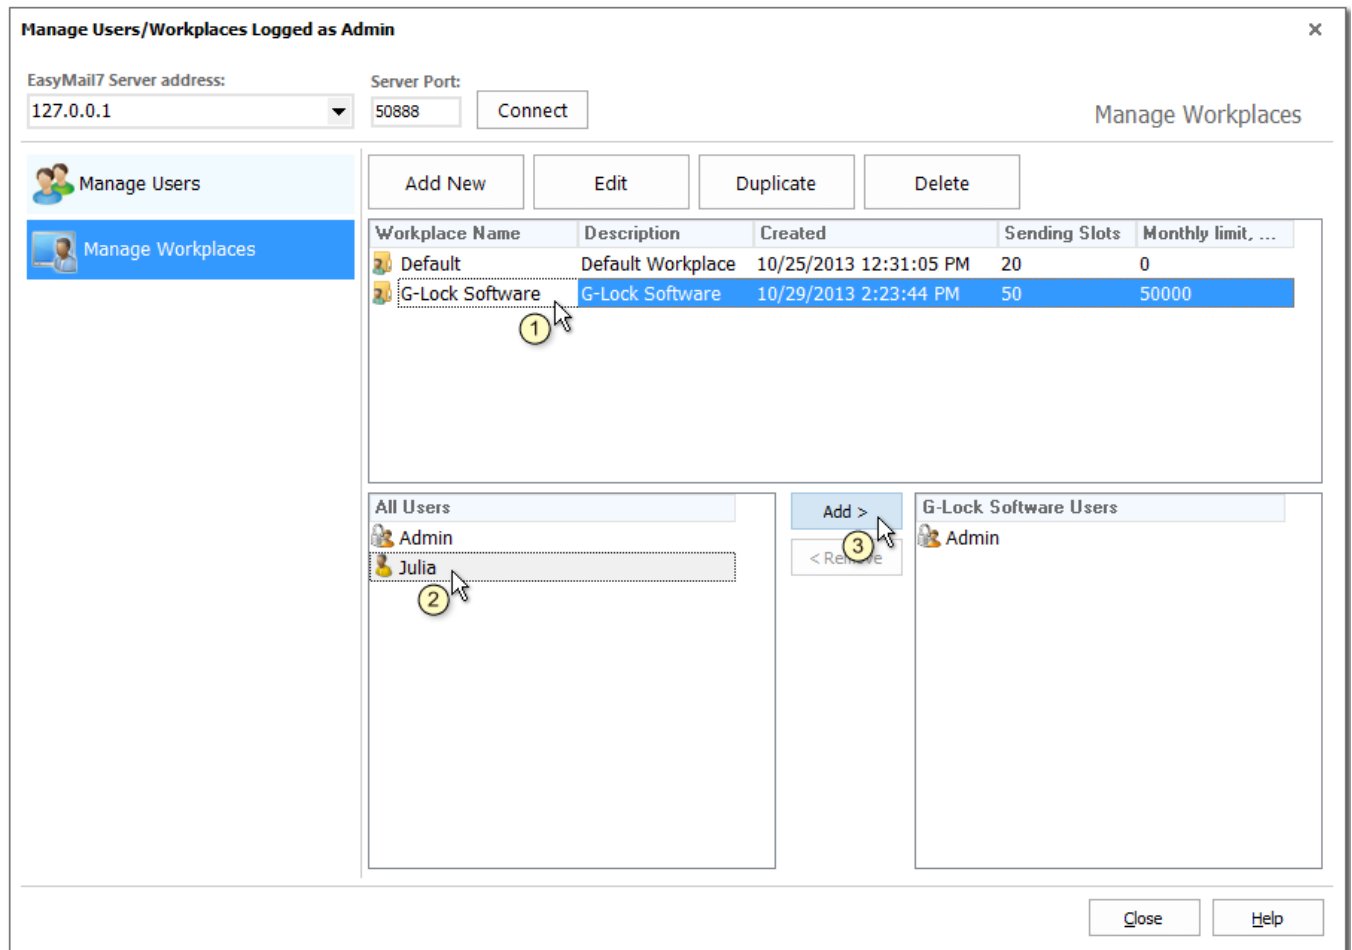 Manage Users/Workplaces Logged as Admin
EasyMail7 Server address:
Server Port:
127.0.0.1
50888
Connect
Manage Workplaces
Manage Users
Manage Workplaces
Add New
Edit
Duplicate
Delete
Workplace Name Description Created Sending Slots Monthly limit, ...
Default Default Workplace 10/25/2013 12:31:05 PM 20 0
G-Lock Software G-Lock Software 10/29/2013 2:23:44 PM 50 50000
1
All Users
Admin
Julia
2
Add >
3
< Remove
G-Lock Software Users
Admin
Close
Help